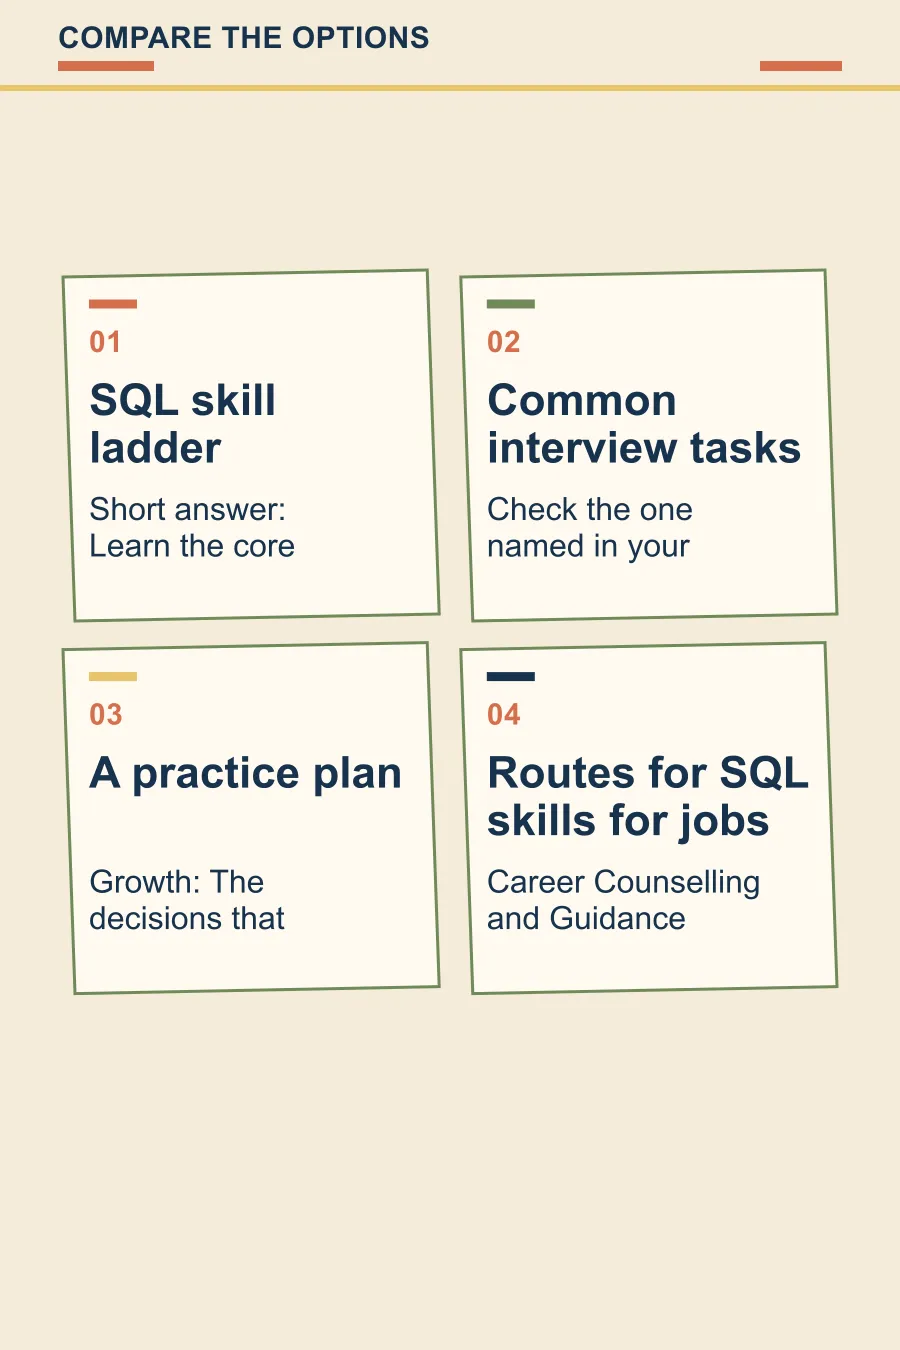 COMPARE THE OPTIONS
01
SQL skill
ladder
Short answer:
Learn the core
02
Common
interview tasks
Check the one
named in your
03
A practice plan
Growth: The
decisions that
04
Routes for SQL
skills for jobs
Career Counselling
and Guidance